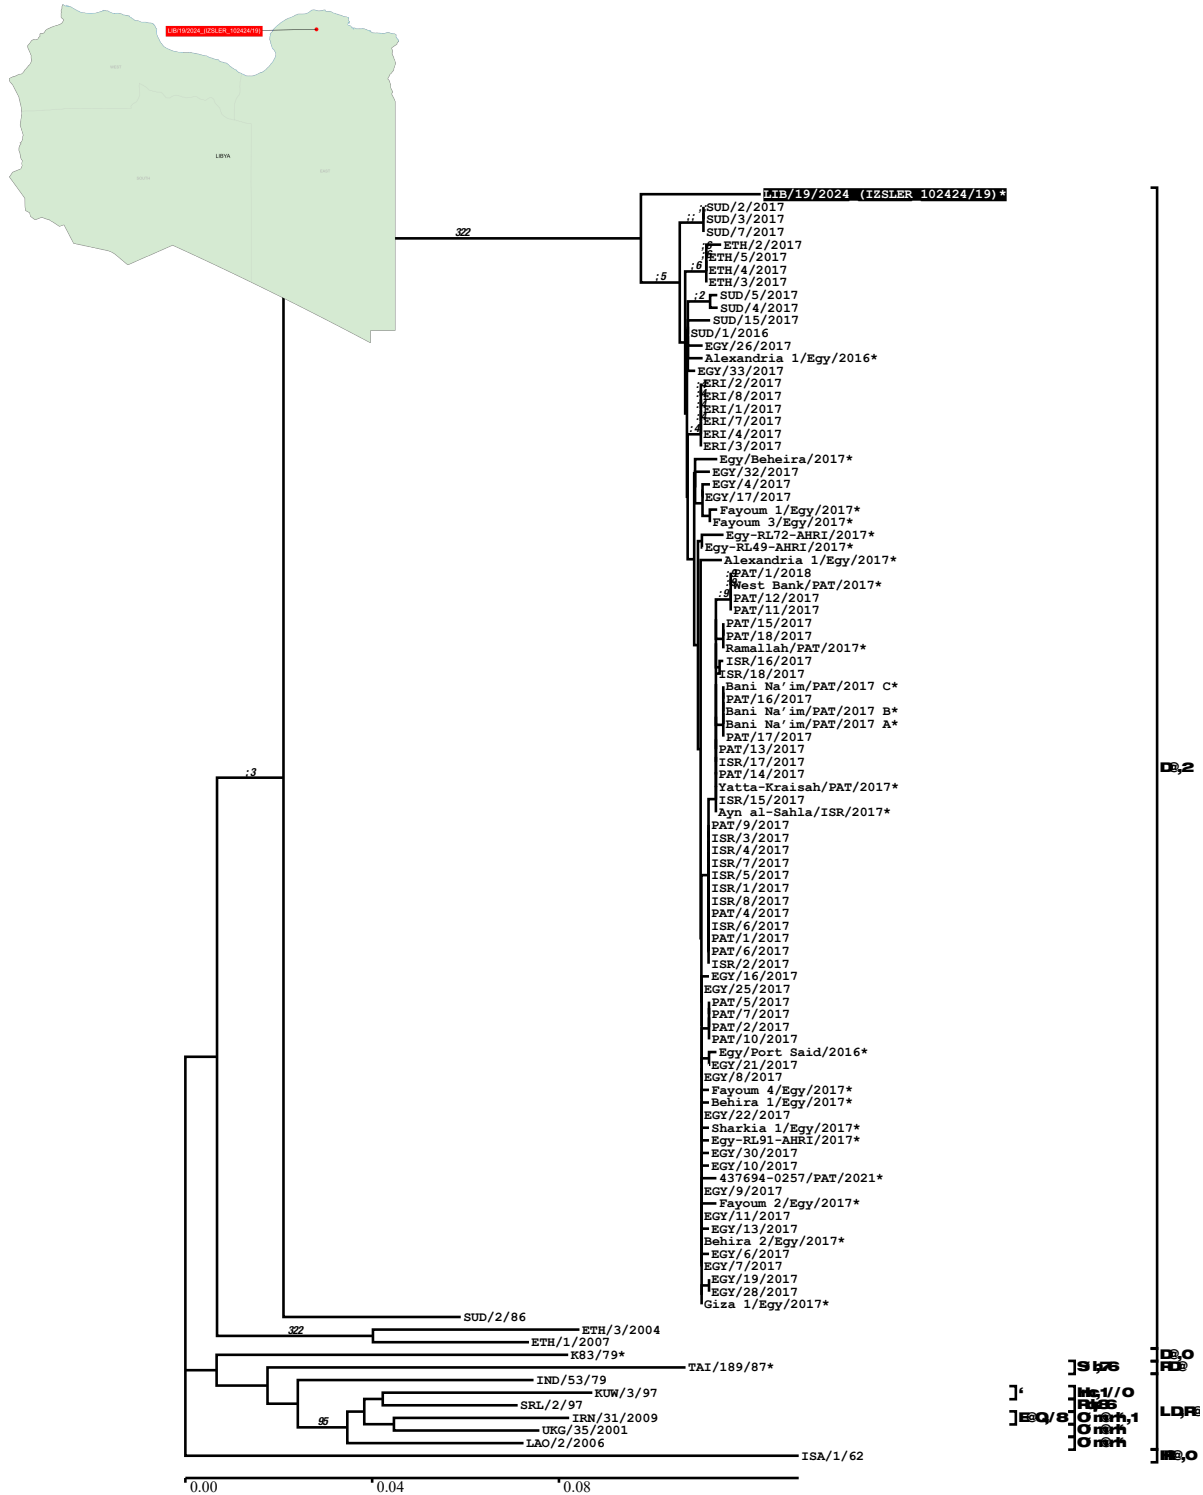 LIB/19/2024_(IZSLER_102424/19)
LIBYA
LIB/19/2024 (IZSLER 102424/19)*
322
SUD/2/2017
SUD/3/2017
SUD/7/2017
ETH/2/2017
ETH/5/2017
;6
ETH/4/2017
;5
ETH/3/2017
;2
SUD/5/2017
SUD/4/2017
SUD/15/2017
SUD/1/2016
EGY/26/2017
Alexandria 1/Egy/2016*
EGY/33/2017
ERI/2/2017
ERI/8/2017
ERI/1/2017
ERI/7/2017
:4
ERI/4/2017
ERI/3/2017
Egy/Beheira/2017*
EGY/32/2017
EGY/4/2017
EGY/17/2017
Fayoum 1/Egy/2017*
Fayoum 3/Egy/2017*
Egy-RL72-AHRI/2017*
Egy-RL49-AHRI/2017*
Alexandria 1/Egy/2017*
PAT/1/2018
West Bank/PAT/2017*
:9
PAT/12/2017
PAT/11/2017
PAT/15/2017
PAT/18/2017
Ramallah/PAT/2017*
ISR/16/2017
ISR/18/2017
Bani Na’im/PAT/2017 C*
PAT/16/2017
Bani Na’im/PAT/2017 B*
Bani Na’im/PAT/2017 A*
PAT/17/2017
PAT/13/2017
ISR/17/2017
:3
PAT/14/2017
Yatta-Kraisah/PAT/2017*
ISR/15/2017
Ayn al-Sahla/ISR/2017*
PAT/9/2017
ISR/3/2017
ISR/4/2017
ISR/7/2017
ISR/5/2017
ISR/1/2017
ISR/8/2017
PAT/4/2017
ISR/6/2017
PAT/1/2017
PAT/6/2017
ISR/2/2017
EGY/16/2017
EGY/25/2017
PAT/5/2017
PAT/7/2017
PAT/2/2017
PAT/10/2017
Egy/Port Said/2016*
EGY/21/2017
EGY/8/2017
Fayoum 4/Egy/2017*
Behira 1/Egy/2017*
EGY/22/2017
Sharkia 1/Egy/2017*
Egy-RL91-AHRI/2017*
EGY/30/2017
EGY/10/2017
437694-0257/PAT/2021*
EGY/9/2017
Fayoum 2/Egy/2017*
EGY/11/2017
EGY/13/2017
Behira 2/Egy/2017*
EGY/6/2017
EGY/7/2017
EGY/19/2017
EGY/28/2017
Giza 1/Egy/2017*
SUD/2/86
322
ETH/3/2004
ETH/1/2007
K83/79*
TAI/189/87*
IND/53/79
KUW/3/97
SRL/2/97
95
IRN/31/2009
UKG/35/2001
LAO/2/2006
ISA/1/62
0.00 0.04 0.08